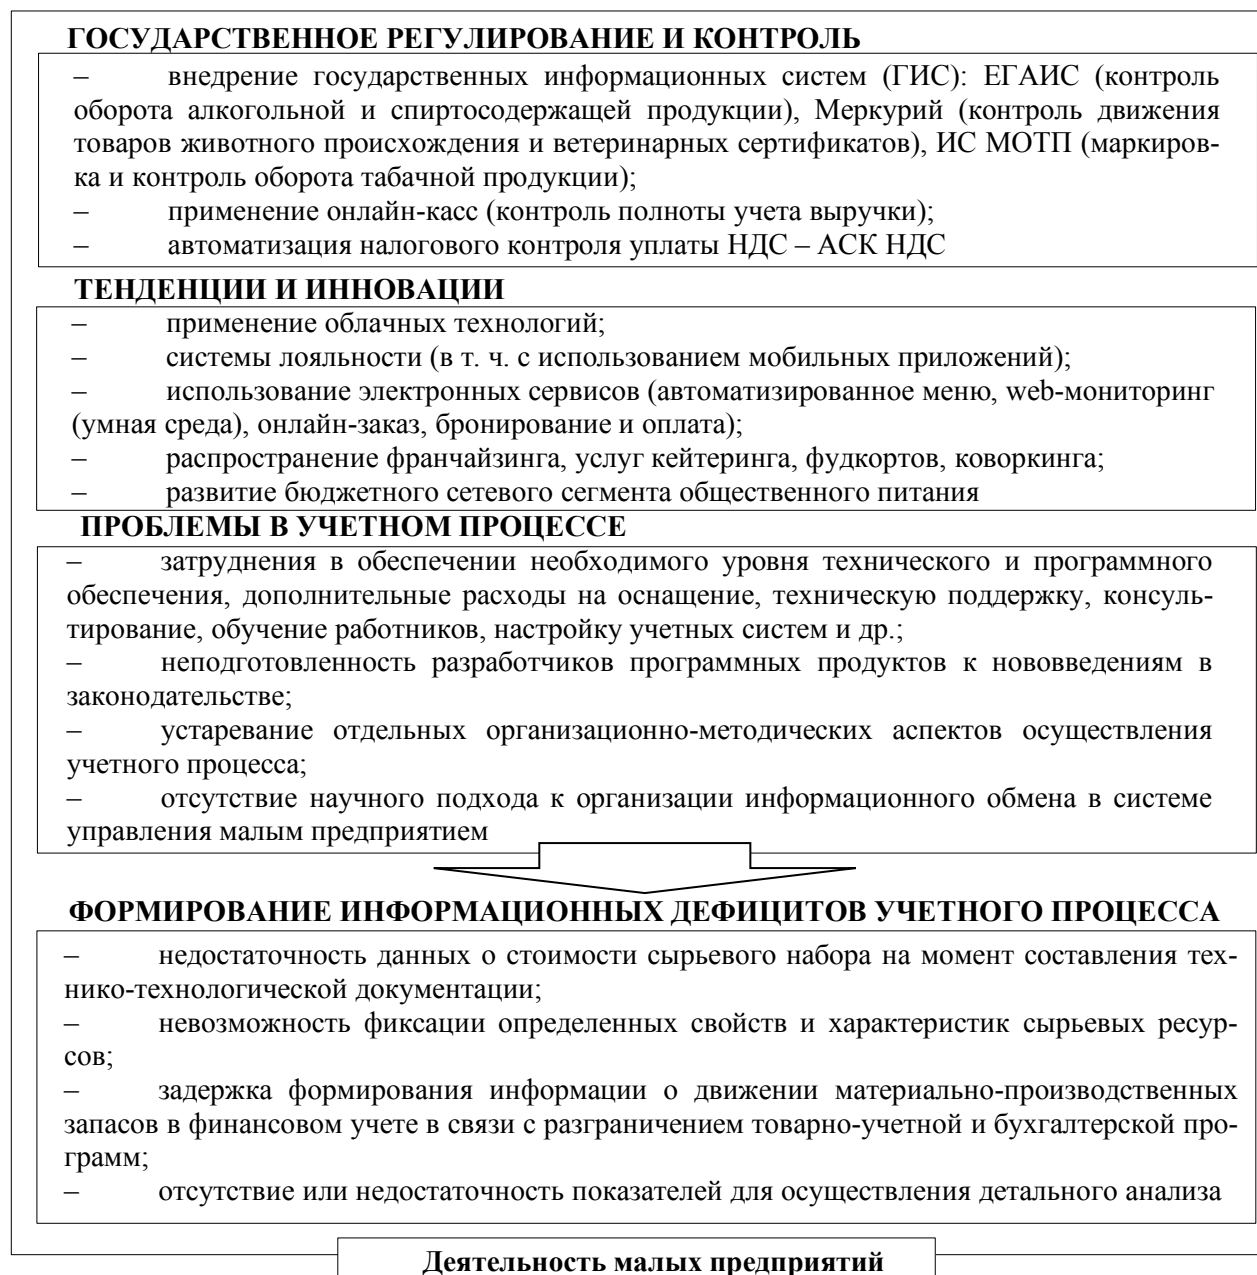 ГОСУДАРСТВЕННОЕ РЕГУЛИРОВАНИЕ И КОНТРОЛЬ
– внедрение государственных информационных систем (ГИС): ЕГАИС (контроль
оборота алкогольной и спиртосодержащей продукции), Меркурий (контроль движения
товаров животного происхождения и ветеринарных сертификатов), ИС МОТП (маркиров-
ка и контроль оборота табачной продукции);
– применение онлайн-касс (контроль полноты учета выручки);
– автоматизация налогового контроля уплаты НДС – АСК НДС
ТЕНДЕНЦИИ И ИННОВАЦИИ
– применение облачных технологий;
– системы лояльности (в т. ч. с использованием мобильных приложений);
– использование электронных сервисов (автоматизированное меню, web-мониторинг
(умная среда), онлайн-заказ, бронирование и оплата);
– распространение франчайзинга, услуг кейтеринга, фудкортов, коворкинга;
– развитие бюджетного сетевого сегмента общественного питания
ПРОБЛЕМЫ В УЧЕТНОМ ПРОЦЕССЕ
– затруднения в обеспечении необходимого уровня технического и программного
обеспечения, дополнительные расходы на оснащение, техническую поддержку, консуль-
тирование, обучение работников, настройку учетных систем и др.;
– неподготовленность разработчиков программных продуктов к нововведениям в
законодательстве;
– устаревание отдельных организационно-методических аспектов осуществления
учетного процесса;
– отсутствие научного подхода к организации информационного обмена в системе
управления малым предприятием
ФОРМИРОВАНИЕ ИНФОРМАЦИОННЫХ ДЕФИЦИТОВ УЧЕТНОГО ПРОЦЕССА
– недостаточность данных о стоимости сырьевого набора на момент составления тех-
нико-технологической документации;
– невозможность фиксации определенных свойств и характеристик сырьевых ресур-
сов;
– задержка формирования информации о движении материально-производственных
запасов в финансовом учете в связи с разграничением товарно-учетной и бухгалтерской про-
грамм;
– отсутствие или недостаточность показателей для осуществления детального анализа
Деятельность малых предприятий